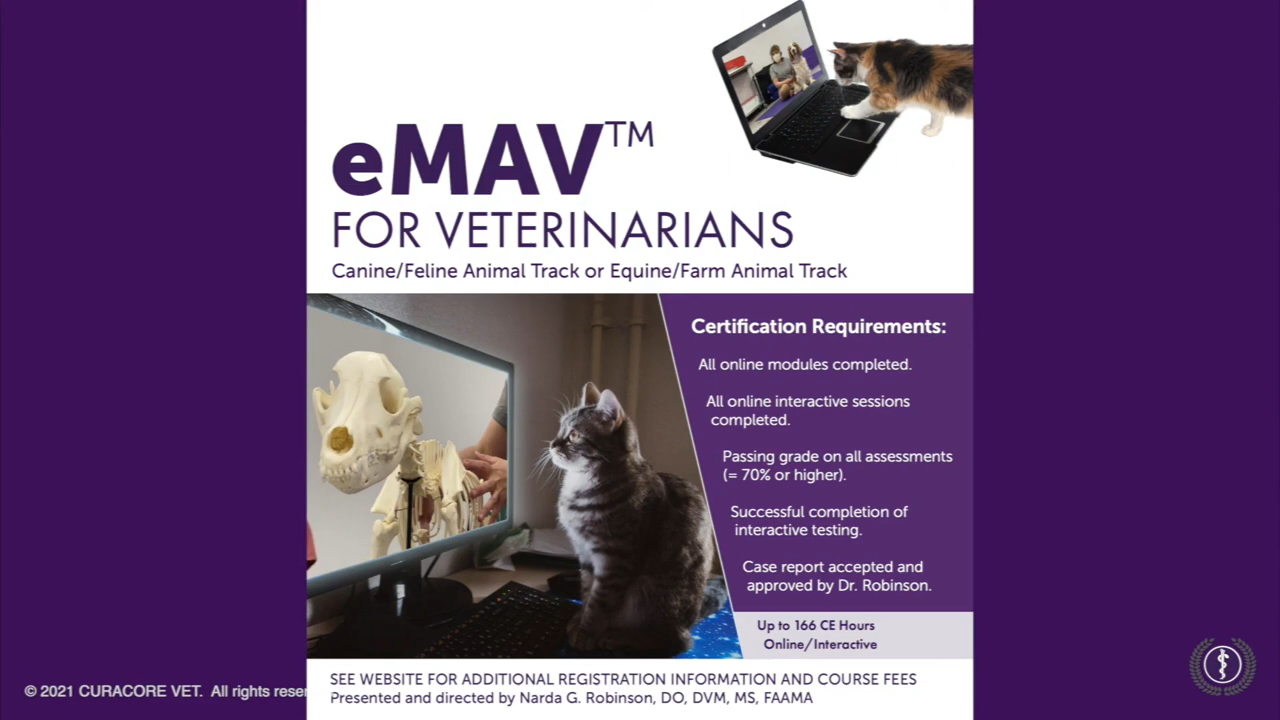 eMAV™
FOR VETERINARIANS
Canine/Feline Animal Track or Equine/Farm Animal Track
Certification Requirements:
All online modules completed.
All online interactive sessions
completed.
Passing grade on all assessments
(= 70% or higher).
Successful completion of
interactive testing.
Case report accepted and
approved by Dr. Robinson.
Up to 166 CE Hours
Online/Interactive
SEE WEBSITE FOR ADDITIONAL REGISTRATION INFORMATION AND COURSE FEES
Presented and directed by Narda G. Robinson, DO, DVM, MS, FAAMA
© 2021 CURACORE VET. All rights reser